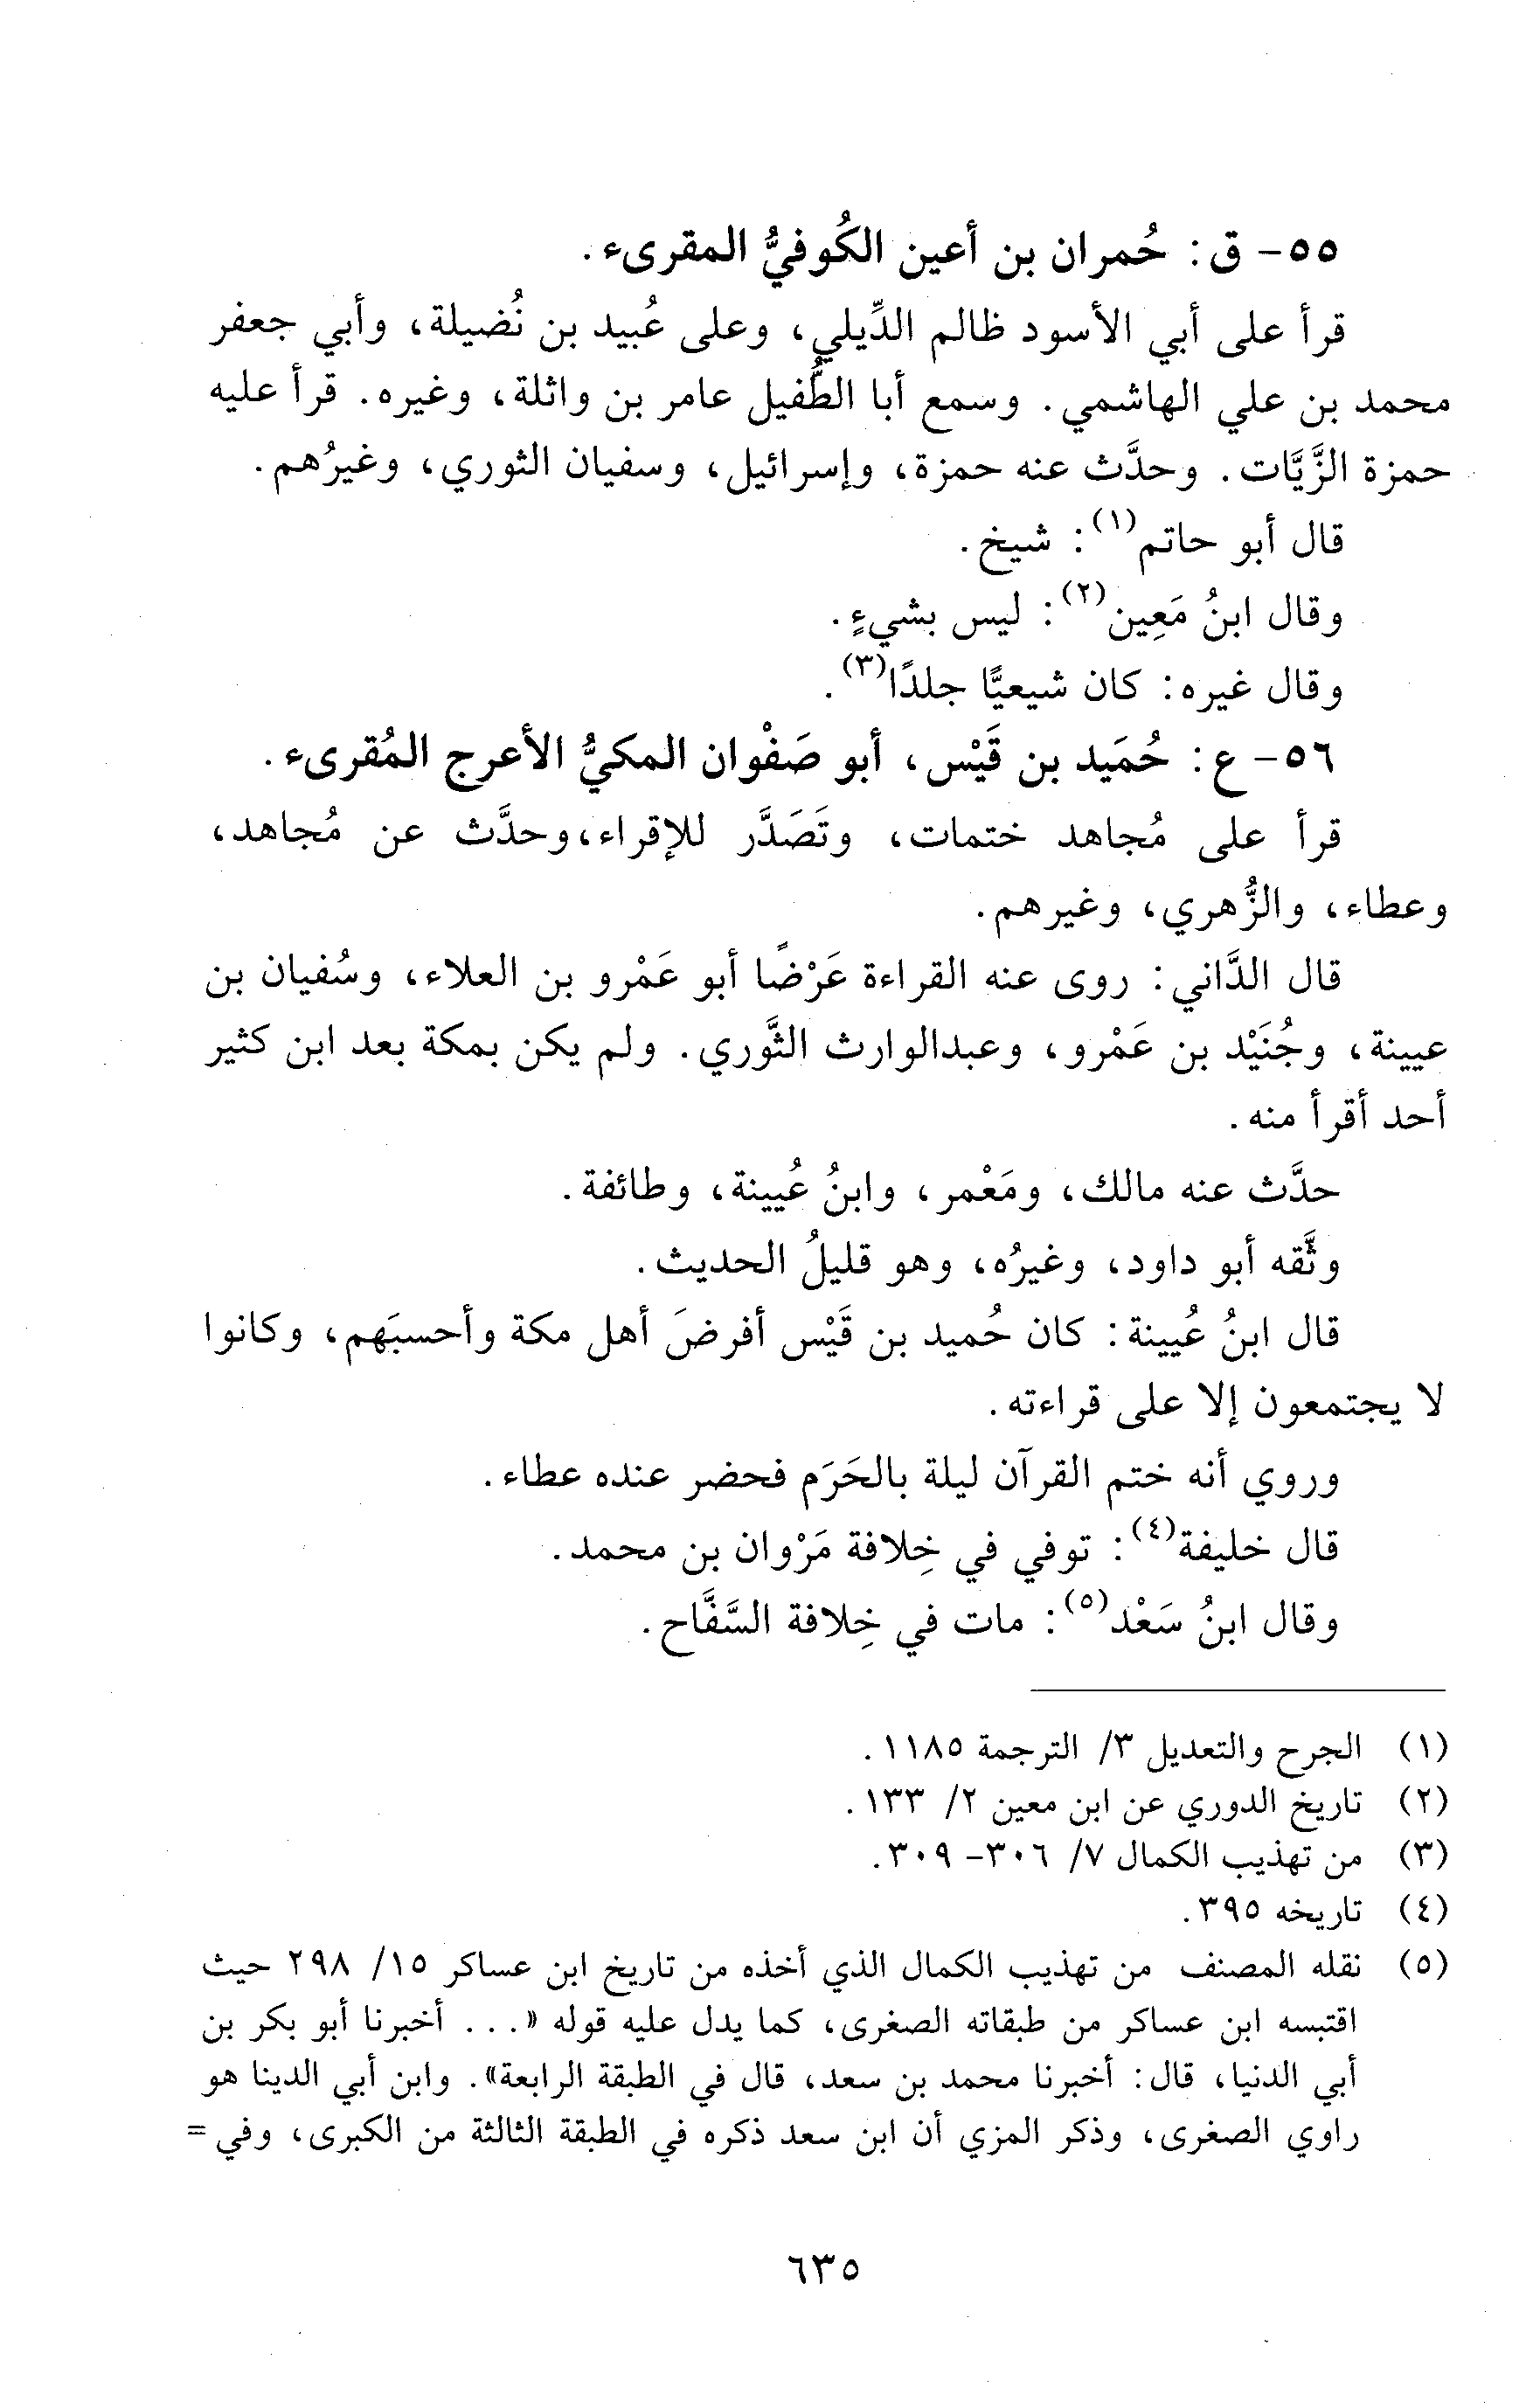 ٥٥- ق: حُمران بن أعين الكُوفيُّ المقرىء.
قرأ على أبي الأسود ظالم الدِّيلي، وعلى عُبيد بن نُضيلة، وأبي جعفر
محمد بن علي الهاشمي. وسمع أبا الطُّفيل عامر بن واثلة، وغيره. قرأ عليه
حمزة الزَّيَّات. وحدَّث عنه حمزة، وإسرائيل، وسفيان الثوري، وغيرُهم.
قال أبو حاتم(١): شيخ.
وقال ابنُ مَعِين(٢): ليس بشيءٍ.
وقال غيره: كان شيعيًّا جلدًا(٣).
٥٦- ع: حُمَيد بن قَيْس، أبو صَفْوان المكيُّ الأعرج المُقرىء.
قرأ على مُجاهد ختمات، وتَصَدَّر للإقراء،وحدَّث عن مُجاهد،
وعطاء، والزُّهري، وغيرهم.
قال الدَّاني: روى عنه القراءة عَرْضًا أبو عَمْرو بن العلاء، وسُفيان بن
عيينة، وجُنَيْد بن عَمْرو، وعبدالوارث الثَّوري. ولم يكن بمكة بعد ابن كثير
أحد أقرأ منه.
حدَّث عنه مالك، ومَعْمر، وابنُ عُيينة، وطائفة.
وثَّقه أبو داود، وغيرُه، وهو قليلُ الحديث.
قال ابنُ عُيينة: كان حُميد بن قَيْس أفرضَ أهل مكة وأحسبَهم، وكانوا
لا يجتمعون إلا على قراءته.
وروي أنه ختم القرآن ليلة بالحَرَم فحضر عنده عطاء.
قال خليفة(٤): توفي في خِلافة مَرْوان بن محمد.
وقال ابنُ سَعْد(٥): مات في خِلافة السَّفَّاح.
(١) الجرح والتعديل ٣/ الترجمة ١١٨٥.
(٢) تاريخ الدوري عن ابن معين ٢/ ١٣٣.
(٣) من تهذيب الكمال ٧/ ٣٠٦- ٣٠٩.
(٤) تاريخه ٣٩٥.
(٥) نقله المصنف من تهذيب الكمال الذي أخذه من تاريخ ابن عساكر ١٥/ ٢٩٨ حيث
اقتبسه ابن عساكر من طبقاته الصغرى، كما يدل عليه قوله «... أخبرنا أبو بكر بن
أبي الدنيا، قال: أخبرنا محمد بن سعد، قال في الطبقة الرابعة». وابن أبي الدينا هو
راوي الصغرى، وذكر المزي أن ابن سعد ذكره في الطبقة الثالثة من الكبرى، وفي =
٦٣٥